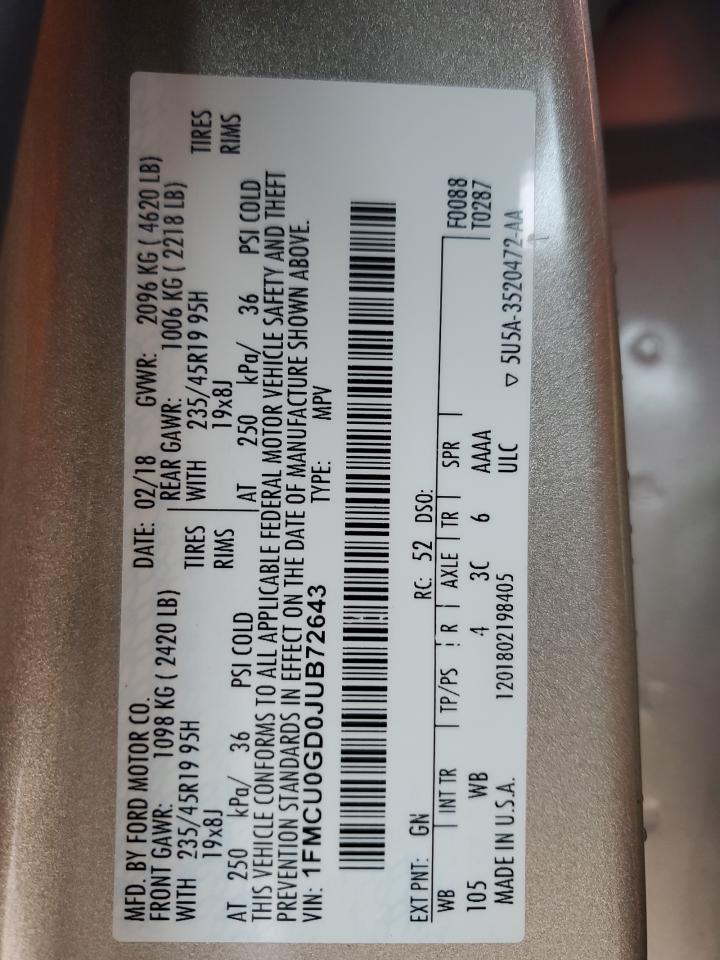 MFD. BY FORD MOTOR CO. DATE: 02/18 GVWR: 2096 KG ( 4620 LB)
FRONT GAWR: 1098 KG ( 2420 LB) REAR GAWR: 1006 KG ( 2218 LB)
WITH 235/45R19 95H TIRES WITH 235/45R19 95H TIRES
19x8J RIMS 19x8J RIMS
AT 250 kPa/ 36 PSI COLD AT 250 kPa/ 36 PSI COLD
THIS VEHICLE CONFORMS TO ALL APPLICABLE FEDERAL MOTOR VEHICLE SAFETY AND THEFT
PREVENTION STANDARDS IN EFFECT ON THE DATE OF MANUFACTURE SHOWN ABOVE.
VIN: 1FMCU0GD0JUB72643 TYPE: MPV
EXT PNT: GN RC: 52 DSO: F0088
WB INT TR TP/PS R AXLE TR SPR T0287
105 WB 4 3C 6 AAAA
MADE IN U.S.A. 1201802198405 ULC ▽ 5U5A-3520472-AA